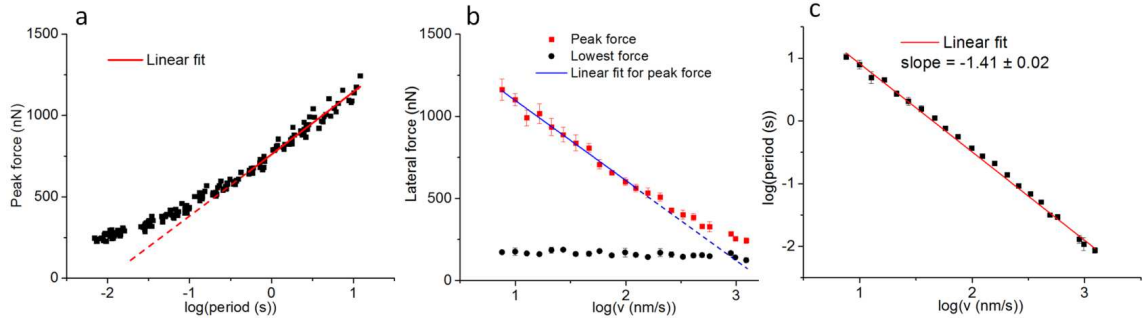 a
1500
1000
500
0
Peak force (nN)
Linear fit
-2
-1
0
1
log(period (s))
b
1500
1000
500
0
Lateral force (nN)
Peak force
Lowest force
Linear fit for peak force
1
2
3
log(v (nm/s))
c
1
0
-1
-2
log(period (s))
Linear fit
slope = -1.41 ± 0.02
1
2
3
log(v (nm/s))